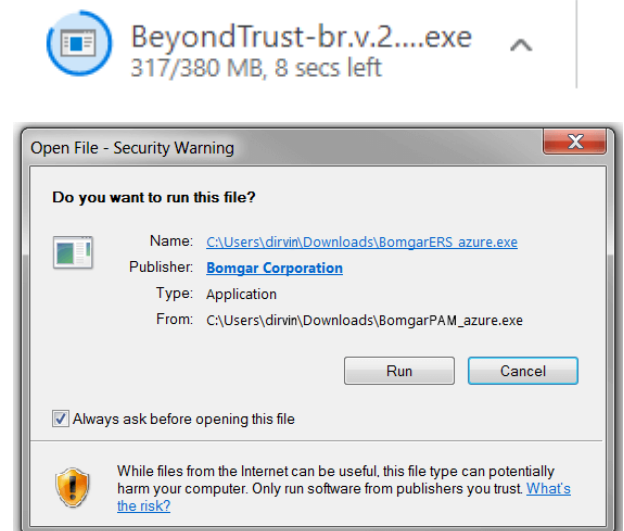 BeyondTrust-br.v.2....exe
317/380 MB, 8 secs left
Open File - Security Warning
Do you want to run this file?
Name: C:\Users\dirvin\Downloads\BomgarERS_azure.exe
Publisher: Bomgar Corporation
Type: Application
From: C:\Users\dirvin\Downloads\BomgarPAM_azure.exe
Run Cancel
Always ask before opening this file
While files from the Internet can be useful, this file type can potentially
harm your computer. Only run software from publishers you trust. What's
the risk?